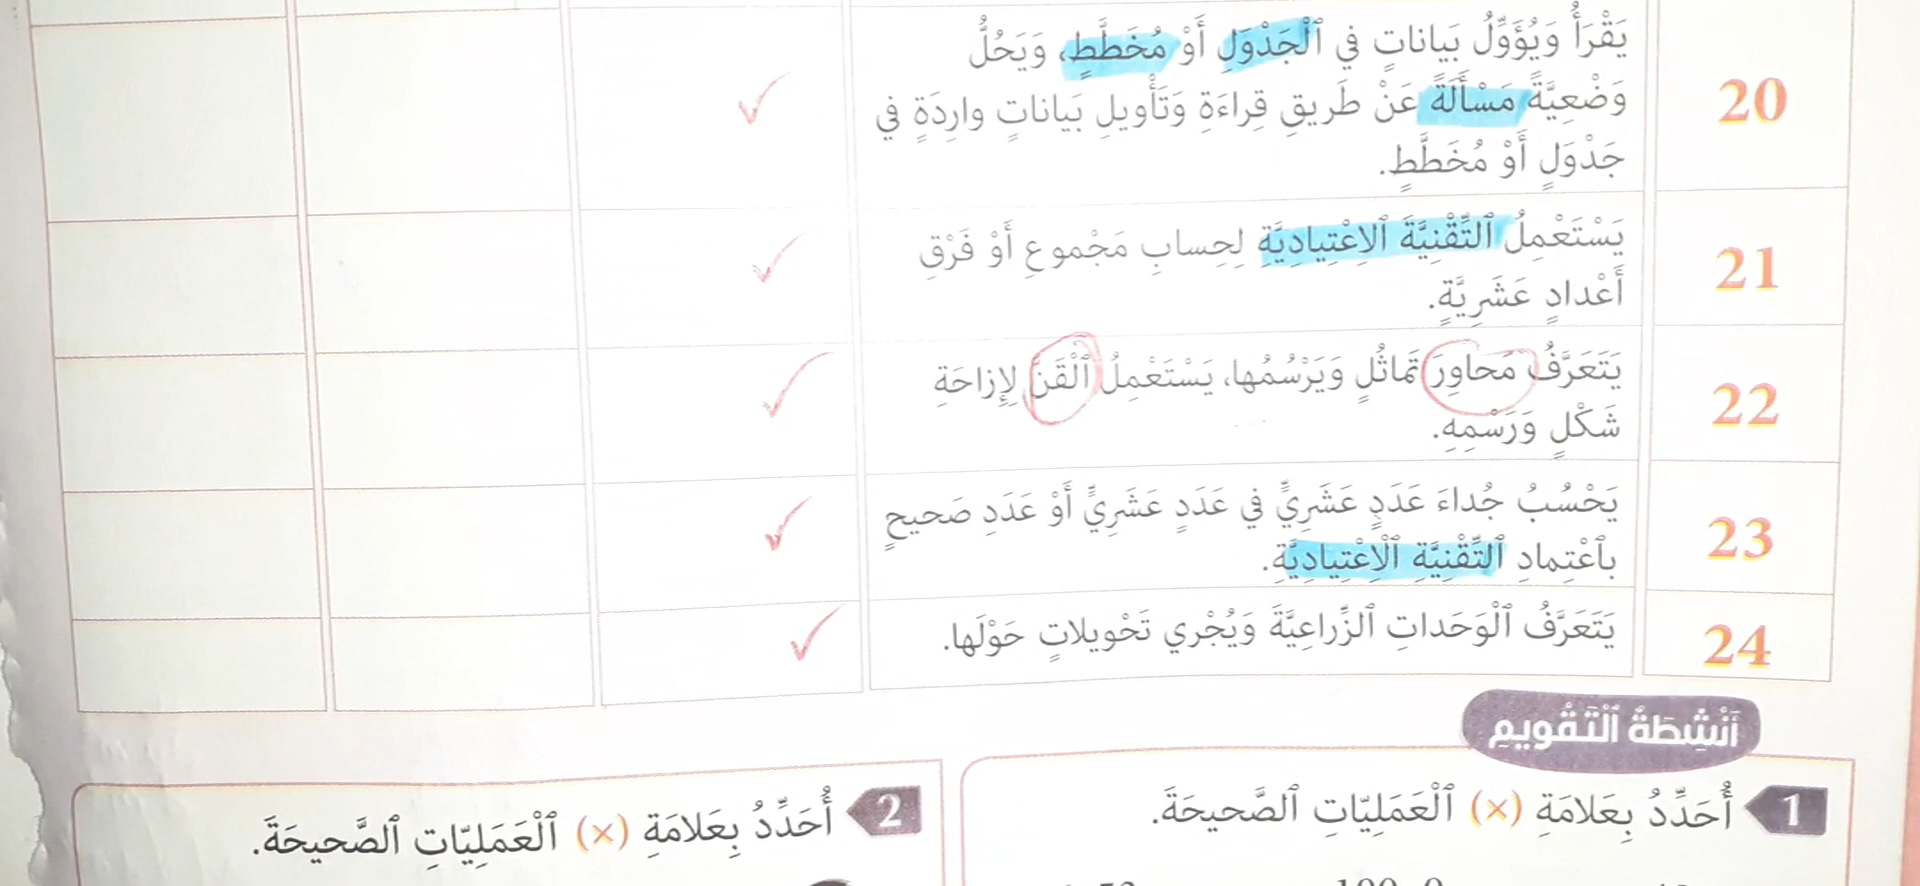 20
يَقْرَأُ وَيُؤَوِّلُ بَياناتٍ في ٱلْجَدْوَلِ أَوْ مُخَطَّطٍ، وَيَحُلُّ
وَضْعِيَّةً مَسْأَلَةً عَنْ طَريقِ قِراءَةِ وَتَأْويلِ بَياناتٍ وارِدَةٍ في
جَدْوَلٍ أَوْ مُخَطَّطٍ.
21
يَسْتَعْمِلُ ٱلتِّقْنِيَّةَ ٱلِاعْتِيادِيَّةِ لِحِسابِ مَجْموعِ أَوْ فَرْقِ
أَعْدادٍ عَشَرِيَّةٍ.
22
يَتَعَرَّفُ مَحاوِرَ تَماثُلٍ وَيَرْسُمُها، يَسْتَعْمِلُ ٱلْقَنَّ لِإِزاحَةِ
شَكْلٍ وَرَسْمِهِ.
23
يَحْسُبُ جُداءَ عَدَدٍ عَشَرِيٍّ في عَدَدٍ عَشَرِيٍّ أَوْ عَدَدِ صَحيحٍ
بِٱعْتِمادِ ٱلتِّقْنِيَّةِ ٱلْاِعْتِيادِيَّةِ.
24
يَتَعَرَّفُ ٱلْوَحَداتِ ٱلزِّراعِيَّةَ وَيُجْري تَحْويلاتٍ حَوْلَها.
أَنْشِطَةُ ٱلتَّقْويمِ
1 أُحَدِّدُ بِعَلامَةِ (×) ٱلْعَمَلِيّاتِ ٱلصَّحيحَةَ.
2 أُحَدِّدُ بِعَلامَةِ (×) ٱلْعَمَلِيّاتِ ٱلصَّحيحَةَ.